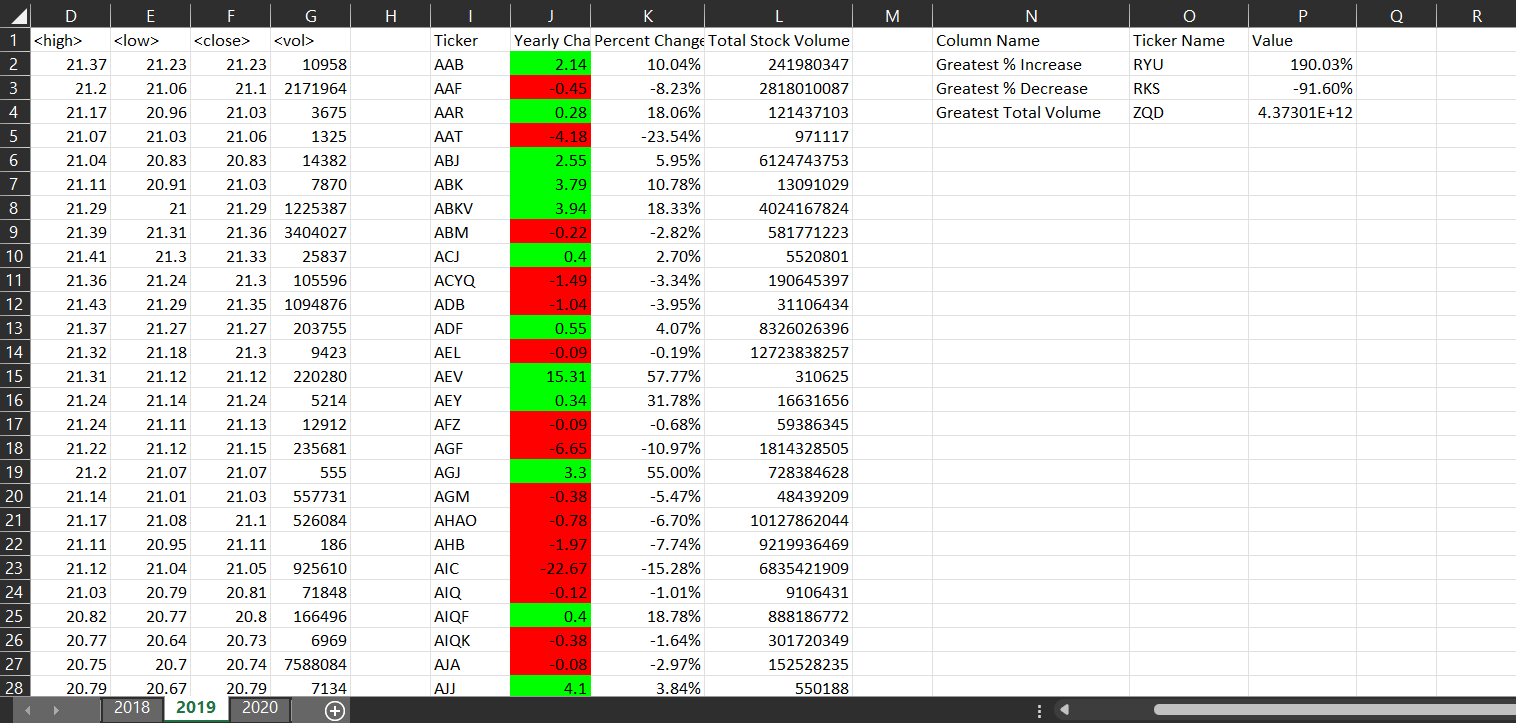 D E F G H I J K L M N O P Q R
1 <high> <low> <close> <vol> Ticker Yearly Cha Percent Change Total Stock Volume Column Name Ticker Name Value
2 21.37 21.23 21.23 10958 AAB 2.14 10.04% 241980347 Greatest % Increase RYU 190.03%
3 21.2 21.06 21.1 2171964 AAF -0.45 -8.23% 2818010087 Greatest % Decrease RKS -91.60%
4 21.17 20.96 21.03 3675 AAR 0.28 18.06% 121437103 Greatest Total Volume ZQD 4.37301E+12
5 21.07 21.03 21.06 1325 AAT -4.18 -23.54% 971117
6 21.04 20.83 20.83 14382 ABJ 2.55 5.95% 6124743753
7 21.11 20.91 21.03 7870 ABK 3.79 10.78% 13091029
8 21.29 21 21.29 1225387 ABKV 3.94 18.33% 4024167824
9 21.39 21.31 21.36 3404027 ABM -0.22 -2.82% 581771223
10 21.41 21.3 21.33 25837 ACJ 0.4 2.70% 5520801
11 21.36 21.24 21.3 105596 ACYQ -1.49 -3.34% 190645397
12 21.43 21.29 21.35 1094876 ADB -1.04 -3.95% 31106434
13 21.37 21.27 21.27 203755 ADF 0.55 4.07% 8326026396
14 21.32 21.18 21.3 9423 AEL -0.09 -0.19% 12723838257
15 21.31 21.12 21.12 220280 AEV 15.31 57.77% 310625
16 21.24 21.14 21.24 5214 AEY 0.34 31.78% 16631656
17 21.24 21.11 21.13 12912 AFZ -0.09 -0.68% 59386345
18 21.22 21.12 21.15 235681 AGF -6.65 -10.97% 1814328505
19 21.2 21.07 21.07 555 AGJ 3.3 55.00% 728384628
20 21.14 21.01 21.03 557731 AGM -0.38 -5.47% 48439209
21 21.17 21.08 21.1 526084 AHAO -0.78 -6.70% 10127862044
22 21.11 20.95 21.11 186 AHB -1.97 -7.74% 9219936469
23 21.12 21.04 21.05 925610 AIC -22.67 -15.28% 6835421909
24 21.03 20.79 20.81 71848 AIQ -0.12 -1.01% 9106431
25 20.82 20.77 20.8 166496 AIQF 0.4 18.78% 888186772
26 20.77 20.64 20.73 6969 AIQK -0.38 -1.64% 301720349
27 20.75 20.7 20.74 7588084 AJA -0.08 -2.97% 152528235
28 20.79 20.67 20.79 7134 AJJ 4.1 3.84% 550188
2018 2019 2020